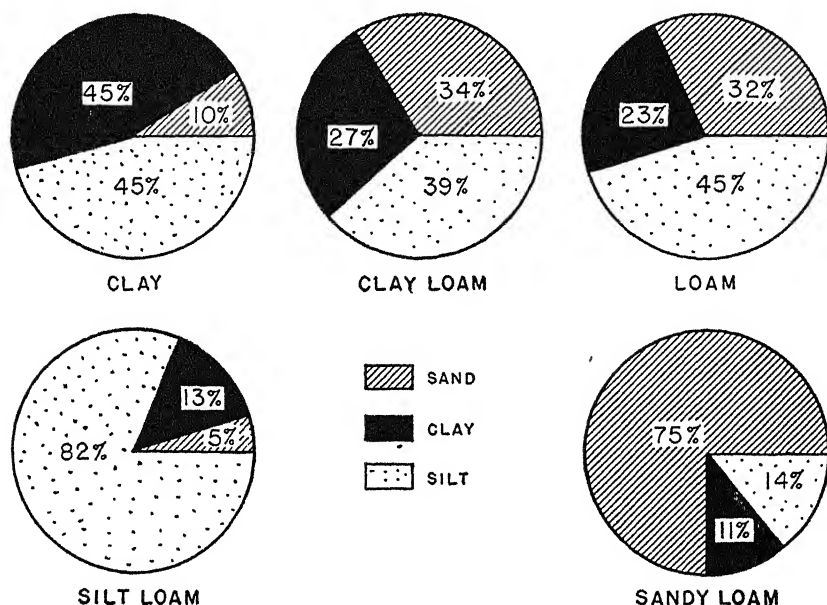 45%
10%
45%
CLAY
34%
27%
39%
CLAY LOAM
32%
23%
45%
LOAM
13%
5%
82%
SILT LOAM
SAND
CLAY
SILT
75%
14%
11%
SANDY LOAM